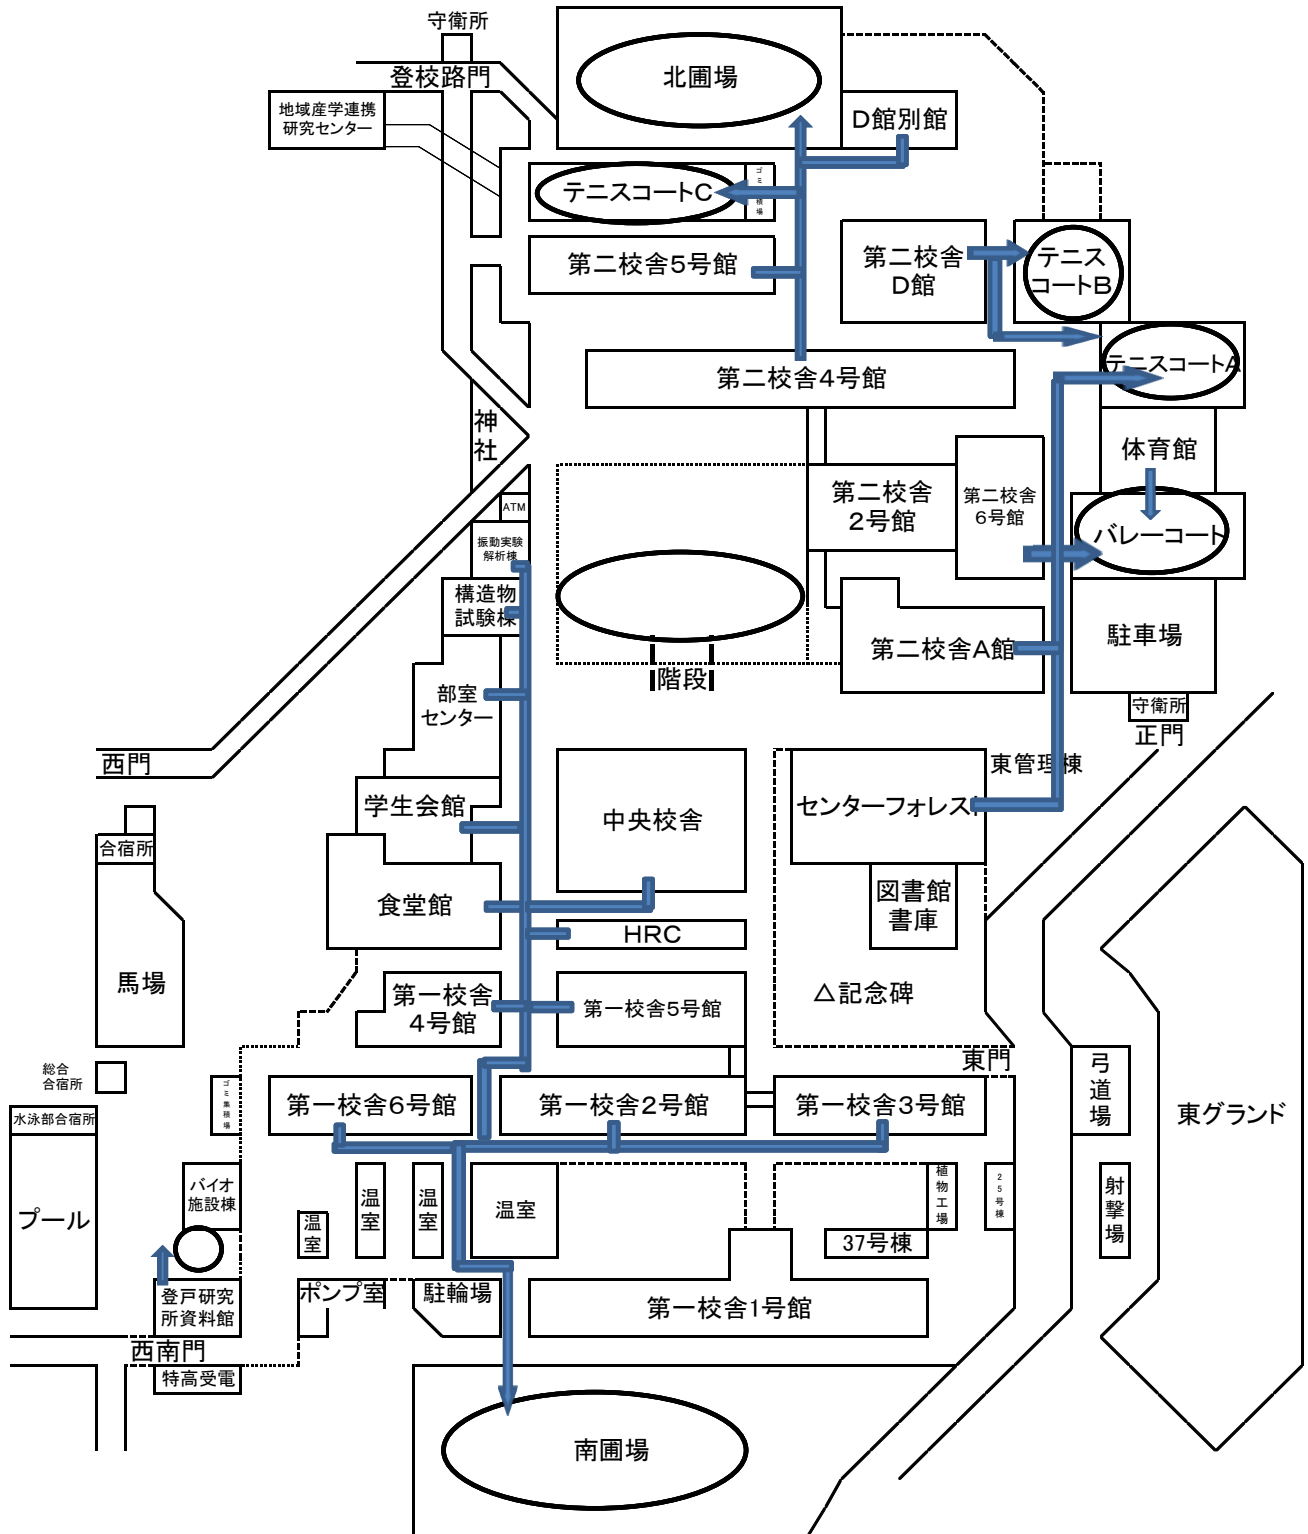 守衛所
登校路門
地域産学連携
研究センター
北圃場
D館別館
テニスコートC
第二校舎5号館
第二校舎
D館
テニス
コートB
第二校舎4号館
テニスコートA
神
社
ATM
体育館
第二校舎
2号館
第二校舎
6号館
振動実験
解析棟
バレーコート
構造物
試験棟
第二校舎A館
駐車場
階段
部室
センター
守衛所
正門
西門
東管理棟
学生会館
中央校舎
センターフォレスト
合宿所
食堂館
図書館
書庫
HRC
馬場
第一校舎
4号館
第一校舎5号館
△記念碑
総合
合宿所
東門
ゴミ集積場
第一校舎6号館
第一校舎2号館
第一校舎3号館
弓道場
東グランド
水泳部合宿所
プール
バイオ
施設棟
温室
温室
温室
温室
植物工場
25号棟
射撃場
37号棟
登戸研究
所資料館
ポンプ室
駐輪場
第一校舎1号館
西南門
特高受電
南圃場